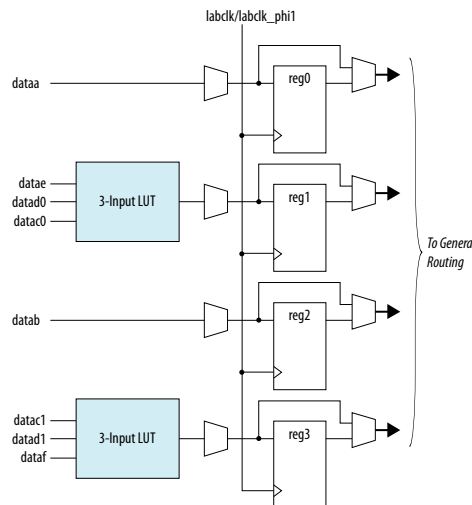 labclk/labclk_phi1
dataa
reg0
datae
datad0
datac0
3-Input LUT
reg1
To Genera
Routing
datab
reg2
datac1
datad1
dataf
3-Input LUT
reg3